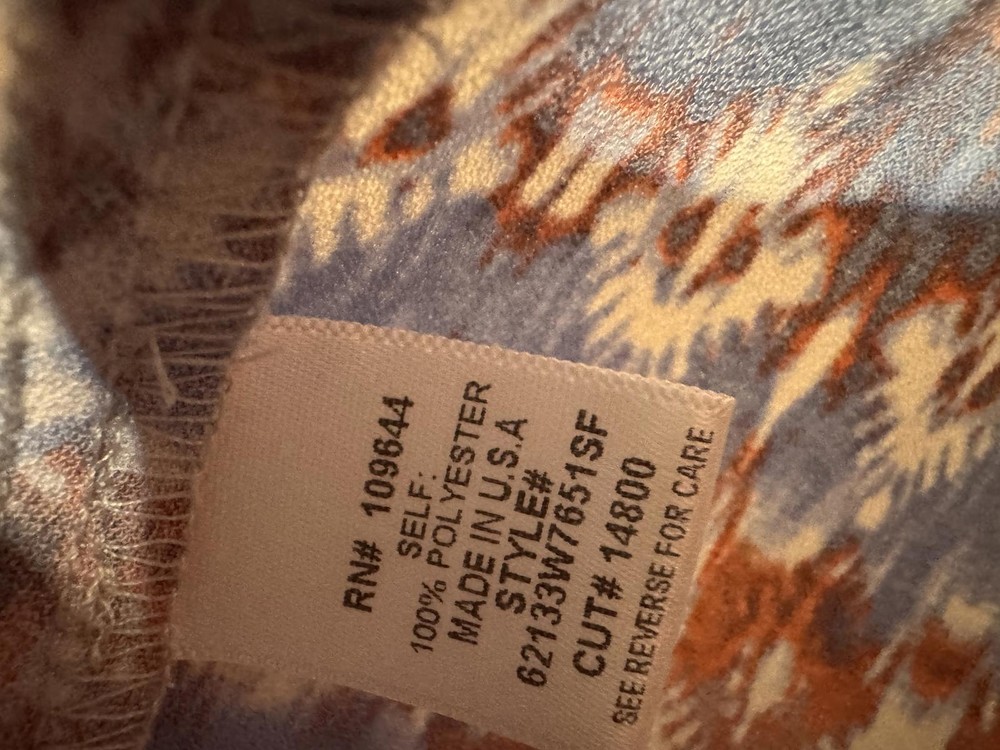 RN# 109644
SELF:
100% POLYESTER
MADE IN U.S.A
STYLE#
62133W7651SF
CUT# 14800
SEE REVERSE FOR CARE